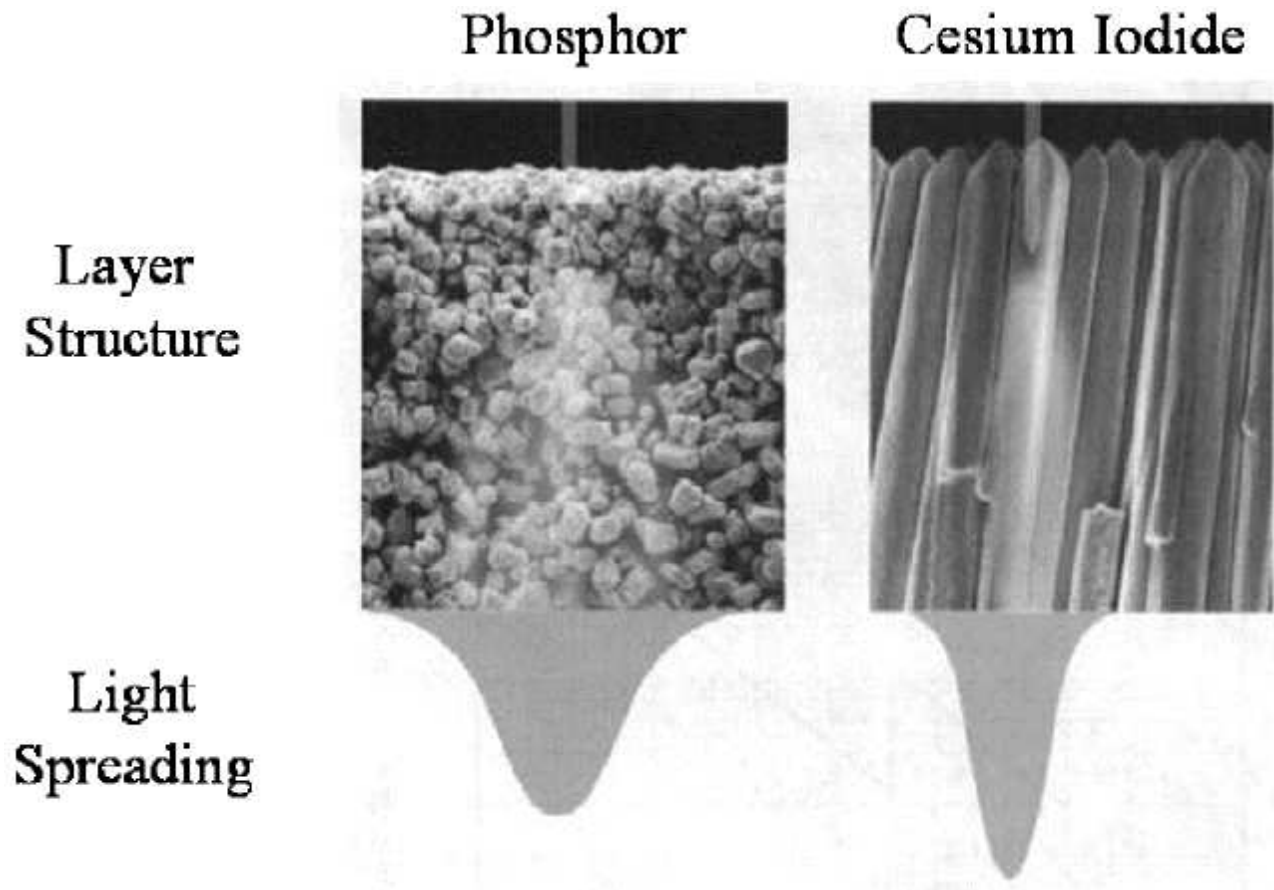 Phosphor
Cesium Iodide
Layer
Structure
Light
Spreading